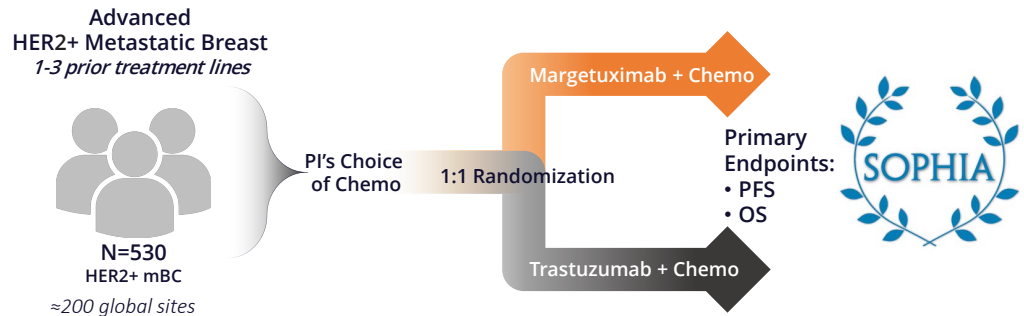 Advanced
HER2+ Metastatic Breast
1-3 prior treatment lines
N=530
HER2+ mBC
≈200 global sites
PI's Choice
of Chemo
1:1 Randomization
Margetuximab + Chemo
Trastuzumab + Chemo
Primary
Endpoints:
• PFS
• OS
SOPHIA